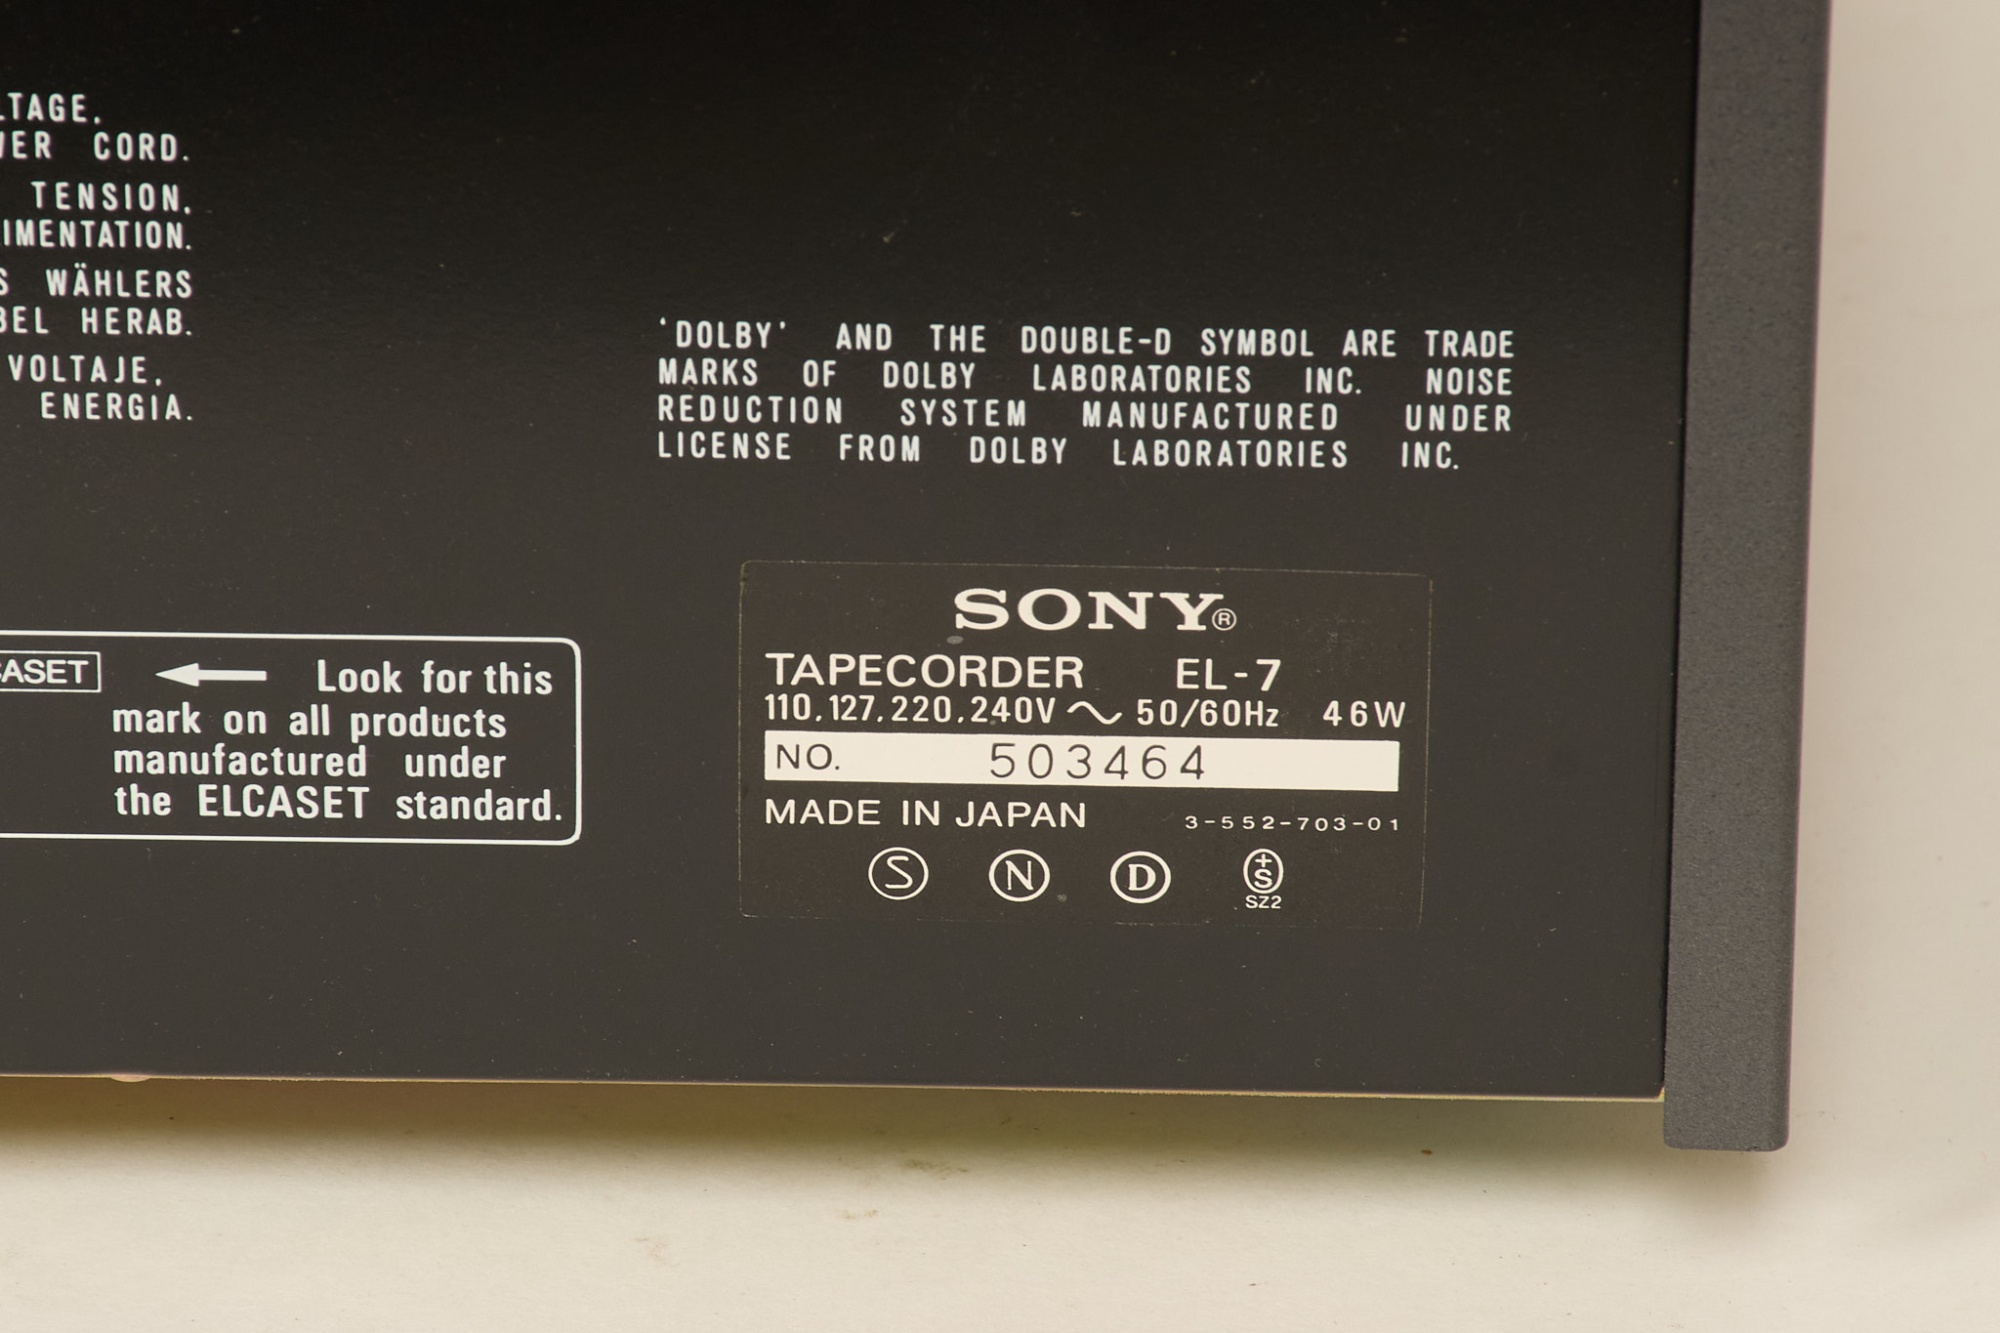 LTAGE.
WER CORD.
TENSION.
IMENTATION.
S WÄHLERS
BEL HERAB.
VOLTAJE.
ENERGIA.
'DOLBY' AND THE DOUBLE-D SYMBOL ARE TRADE
MARKS OF DOLBY LABORATORIES INC. NOISE
REDUCTION SYSTEM MANUFACTURED UNDER
LICENSE FROM DOLBY LABORATORIES INC.
CASET Look for this
mark on all products
manufactured under
the ELCASET standard.
SONY®
TAPECORDER EL-7
110.127.220.240V ~ 50/60Hz 46W
NO. 503464
MADE IN JAPAN 3-552-703-01
S N D +S
SZ2